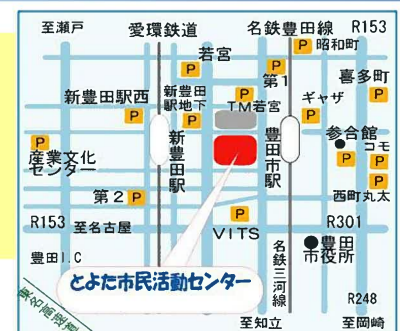 至瀬戸
愛環鉄道
名鉄豊田線
R153
若宮
P
昭和町
P
P
第1
P
喜多町
P
新豊田駅西
P
新豊田
駅地下
P
P
TM若宮
ギャザ
P
参合館
コモ
P
P
P
P
産業文化
センター
新豊田駅
豊田市駅
第2
P
西町丸太
R153
至名古屋
P
VITS
R301
豊田I.C
名鉄三河線
豊田
市役所
とよた市民活動センター
東名高速道
R248
至知立
至岡崎